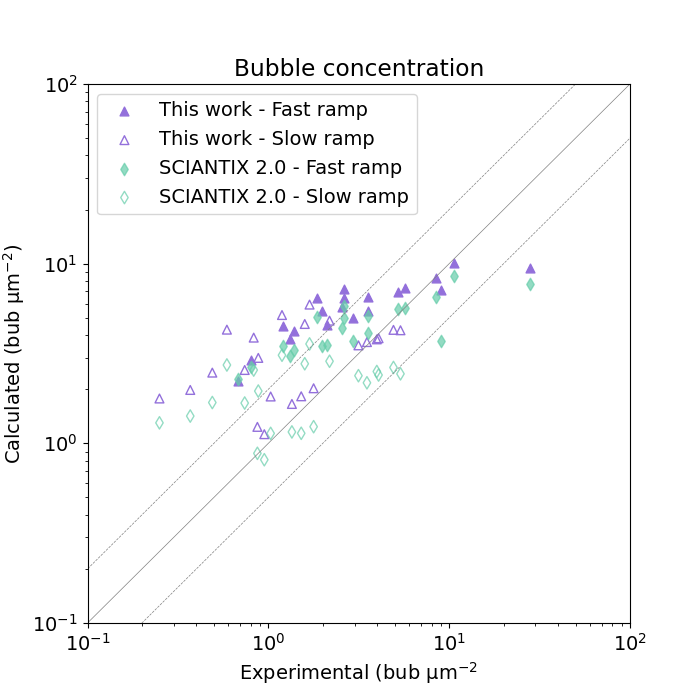 Bubble concentration
This work - Fast ramp
This work - Slow ramp
SCIANTIX 2.0 - Fast ramp
SCIANTIX 2.0 - Slow ramp
Calculated (bub μm⁻²)
10²
10¹
10⁰
10⁻¹
10⁻¹ 10⁰ 10¹ 10²
Experimental (bub μm⁻²